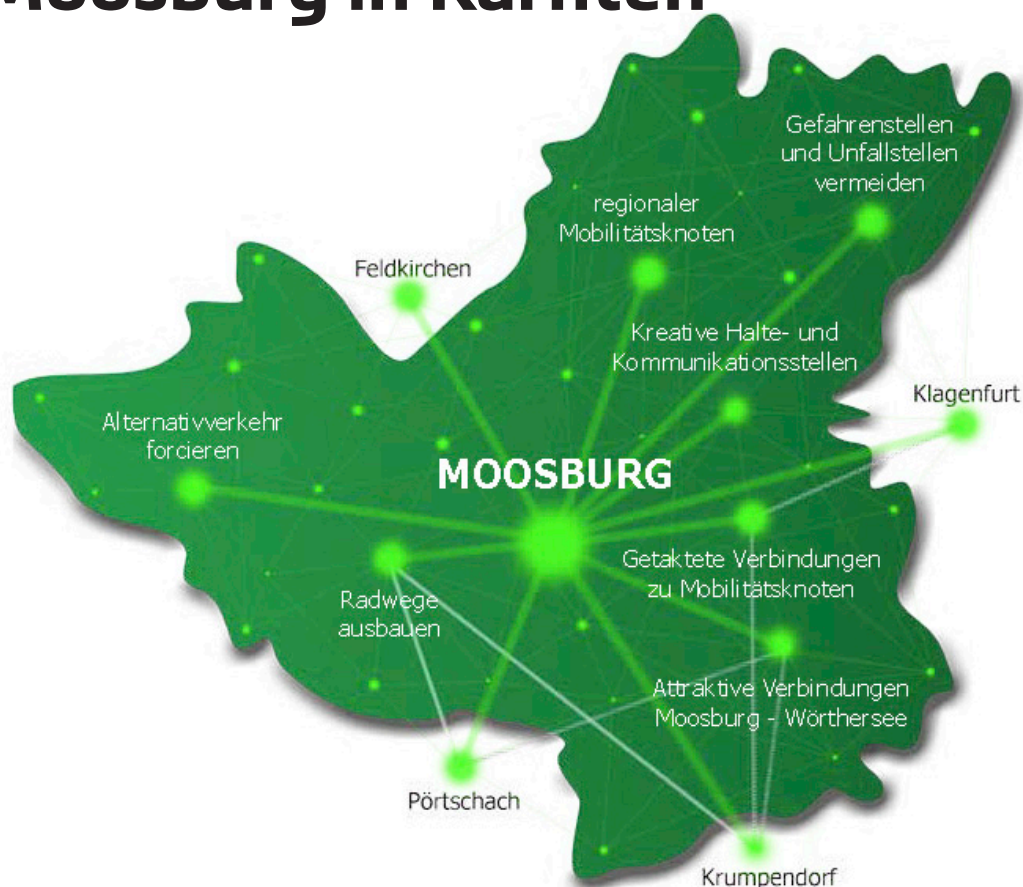 Moosburg in Kärnten
Gefahrenstellen
und Unfallstellen
vermeiden
regionaler
Mobilitätsknoten
Feldkirchen
Kreative Halte- und
Kommunikationsstellen
Klagenfurt
Alternativverkehr
forcieren
MOOSBURG
Getaktete Verbindungen
zu Mobilitätsknoten
Radwege
ausbauen
Attraktive Verbindungen
Moosburg - Wörthersee
Pörtschach
Krumpendorf